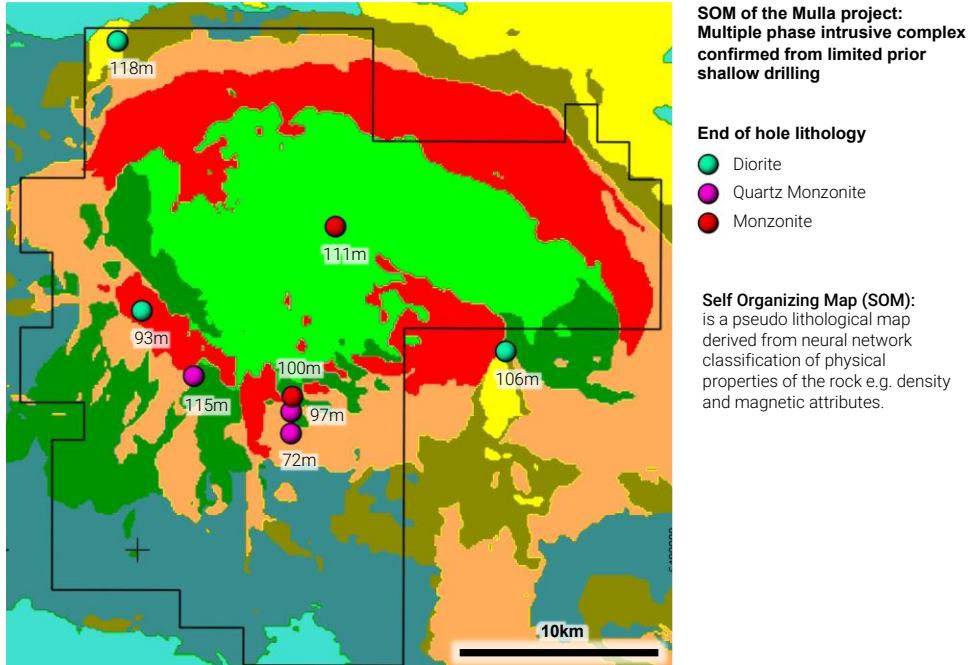 SOM of the Mulla project:
Multiple phase intrusive complex
confirmed from limited prior
shallow drilling
End of hole lithology
Diorite
Quartz Monzonite
Monzonite
Self Organizing Map (SOM):
is a pseudo lithological map
derived from neural network
classification of physical
properties of the rock e.g. density
and magnetic attributes.
118m
111m
93m
106m
100m
115m
97m
72m
10km